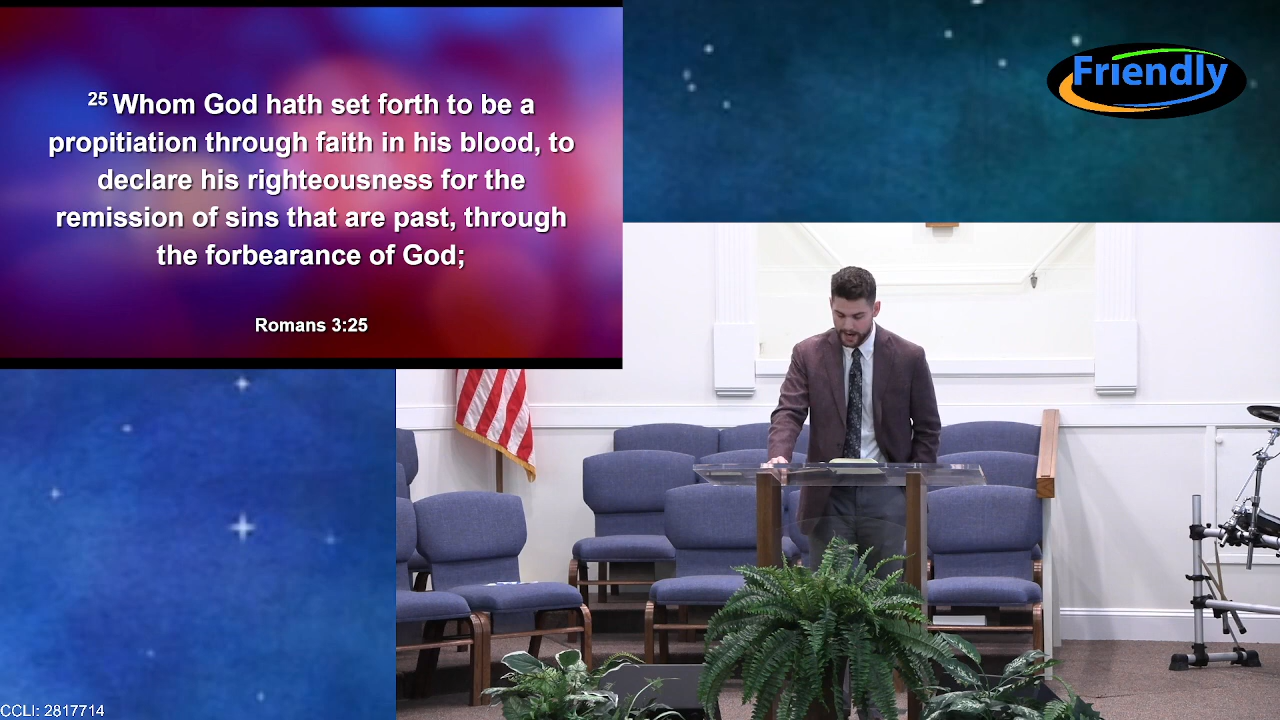 25 Whom God hath set forth to be a
propitiation through faith in his blood, to
declare his righteousness for the
remission of sins that are past, through
the forbearance of God;
Romans 3:25
Friendly
CCLI: 2817714